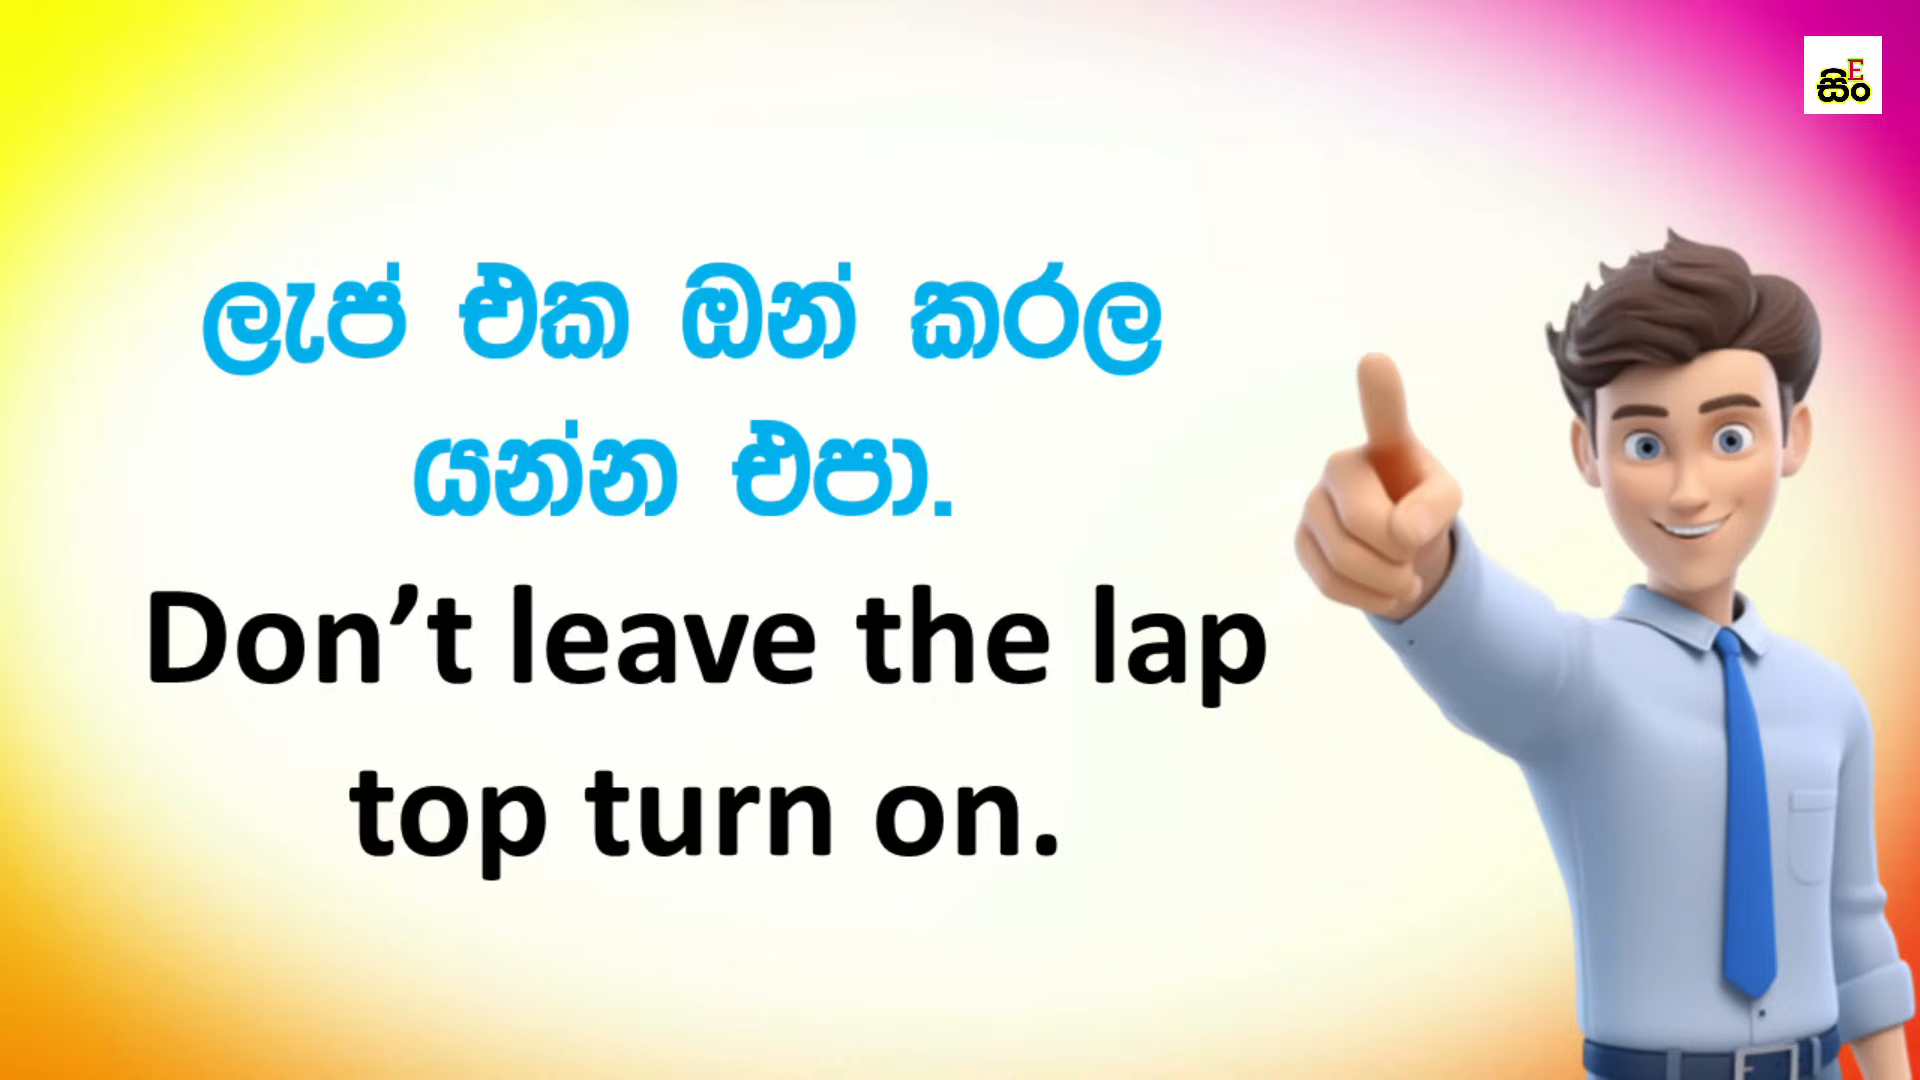 සිං
E
ලැප් එක ඔන් කරල
යන්න එපා.
Don’t leave the lap
top turn on.